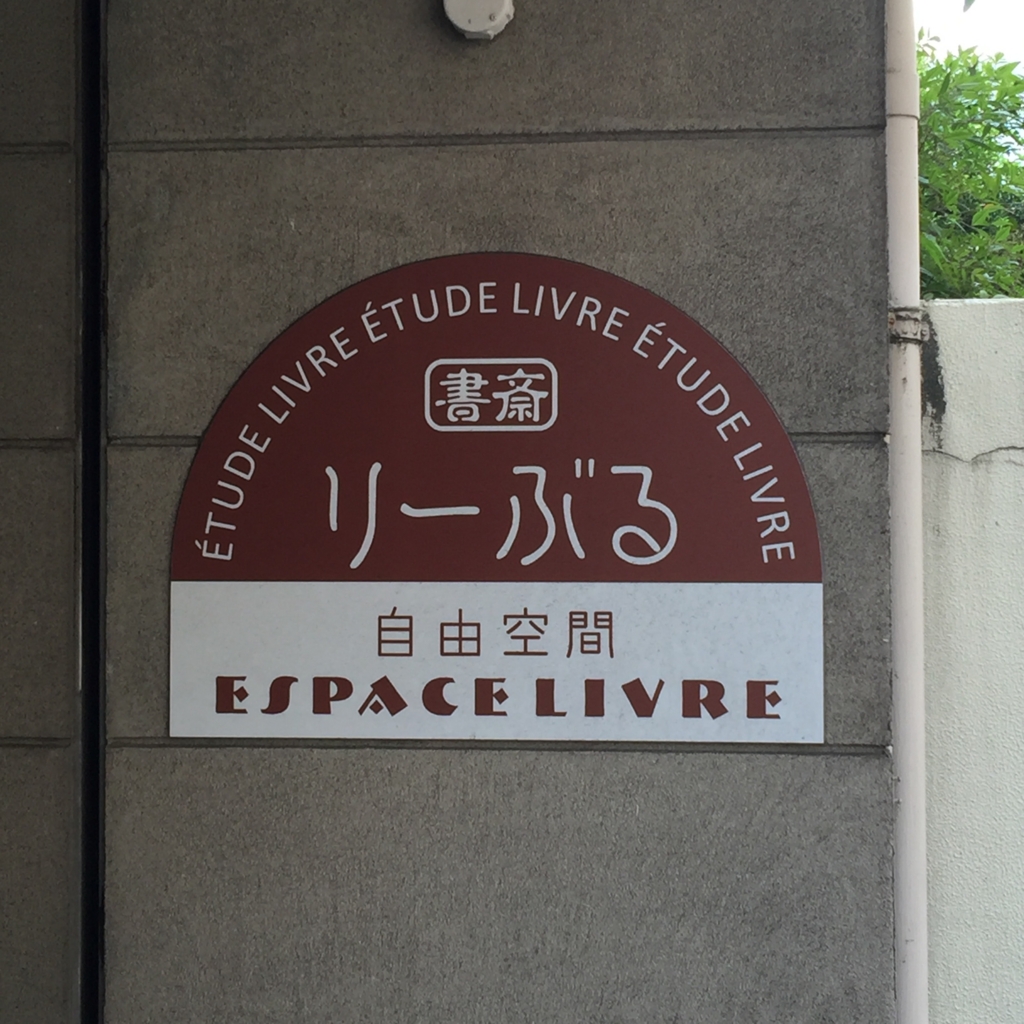 ÉTUDE LIVRE ÉTUDE LIVRE ÉTUDE LIVRE
書斎
りーぶる
自由空間
ESPACE LIVRE